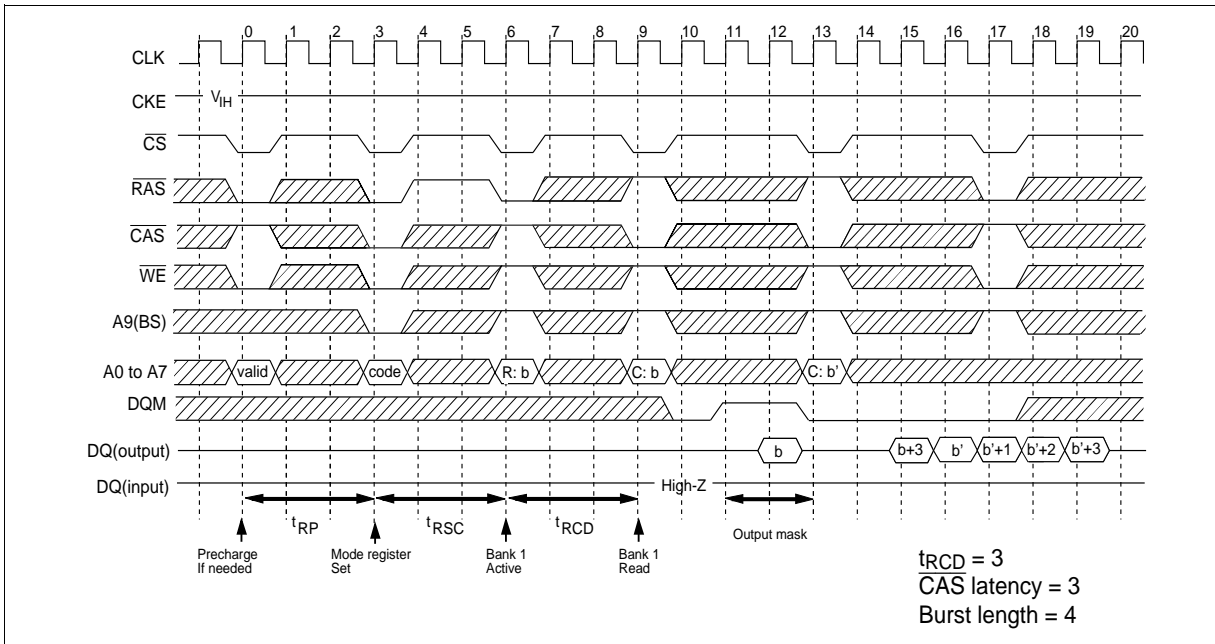 0 1 2 3 4 5 6 7 8 9 10 11 12 13 14 15 16 17 18 19 20
CLK
CKE VIH
CS
RAS
CAS
WE
A9(BS)
A0 to A7 valid code R: b C: b C: b'
DQM
DQ(output) b b+3 b' b'+1 b'+2 b'+3
DQ(input) High-Z
tRP tRSC tRCD Output mask
Precharge If needed
Mode register Set
Bank 1 Active
Bank 1 Read
tRCD = 3
CAS latency = 3
Burst length = 4